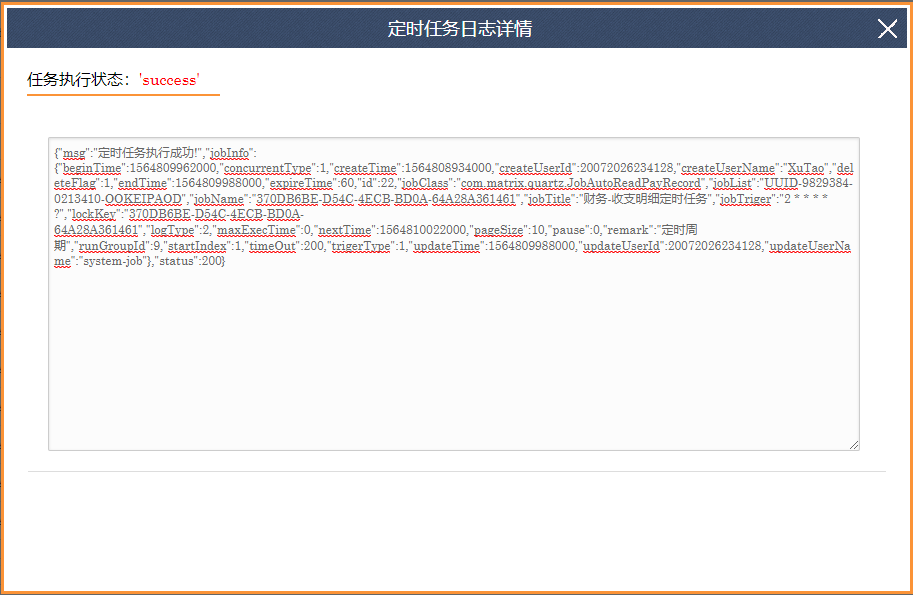 定时任务日志详情
任务执行状态：'success'
{"msg":"定时任务执行成功!","jobInfo":
{"beginTime":1564809962000,"concurrentType":1,"createTime":1564808934000,"createUserId":20072026234128,"createUserName":"XuTao","del
eteFlag":1,"endTime":1564809988000,"expireTime":60,"id":22,"jobClass":"com.matrix.quartz.JobAutoReadPayRecord","jobList":"UUID-9829384-
0213410-OOKEIPAOD","jobName":"370DB6BE-D54C-4ECB-BD0A-64A28A361461","jobTitle":"财务-收支明细定时任务","jobTriger":"2 * * * *
?","lockKey":"370DB6BE-D54C-4ECB-BD0A-
64A28A361461","logType":2,"maxExecTime":0,"nextTime":1564810022000,"pageSize":10,"pause":0,"remark":"定时周
期","runGroupId":9,"startIndex":1,"timeOut":200,"trigerType":1,"updateTime":1564809988000,"updateUserId":20072026234128,"updateUserNa
me":"system-job"},"status":200}